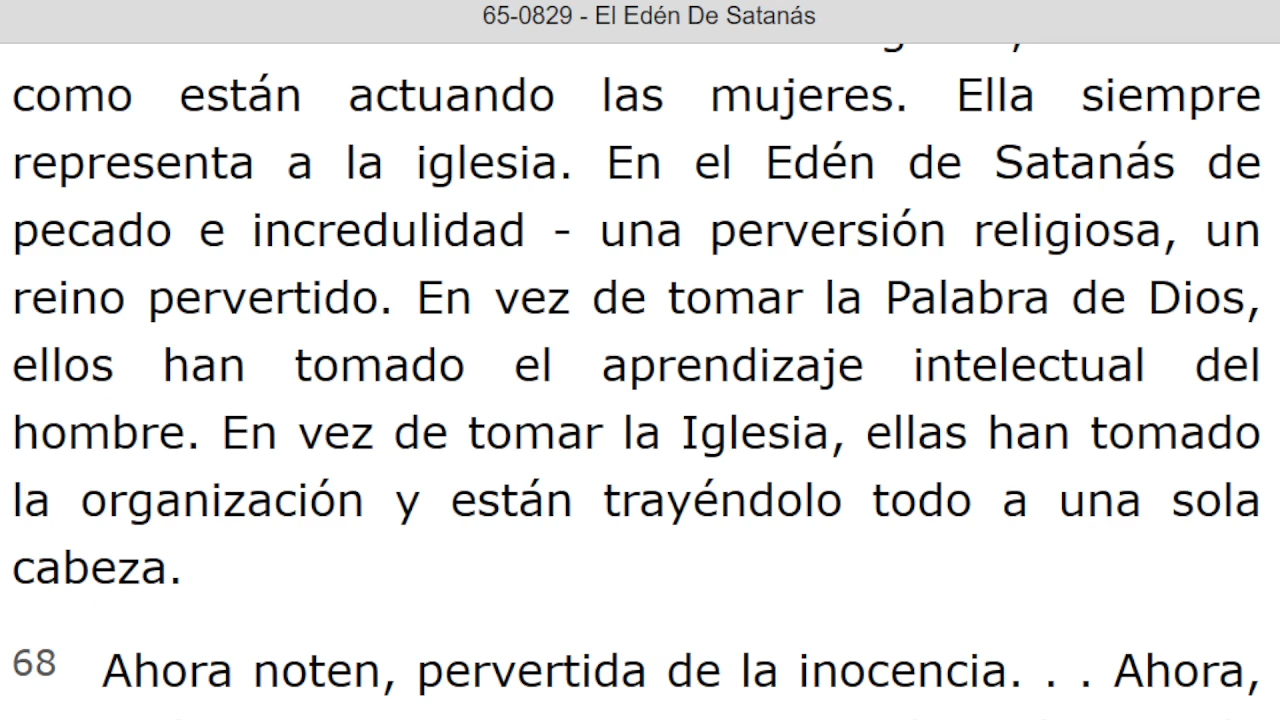 65-0829 - El Edén De Satanás
como están actuando las mujeres. Ella siempre
representa a la iglesia. En el Edén de Satanás de
pecado e incredulidad - una perversión religiosa, un
reino pervertido. En vez de tomar la Palabra de Dios,
ellos han tomado el aprendizaje intelectual del
hombre. En vez de tomar la Iglesia, ellas han tomado
la organización y están trayéndolo todo a una sola
cabeza.
68 Ahora noten, pervertida de la inocencia. . . Ahora,